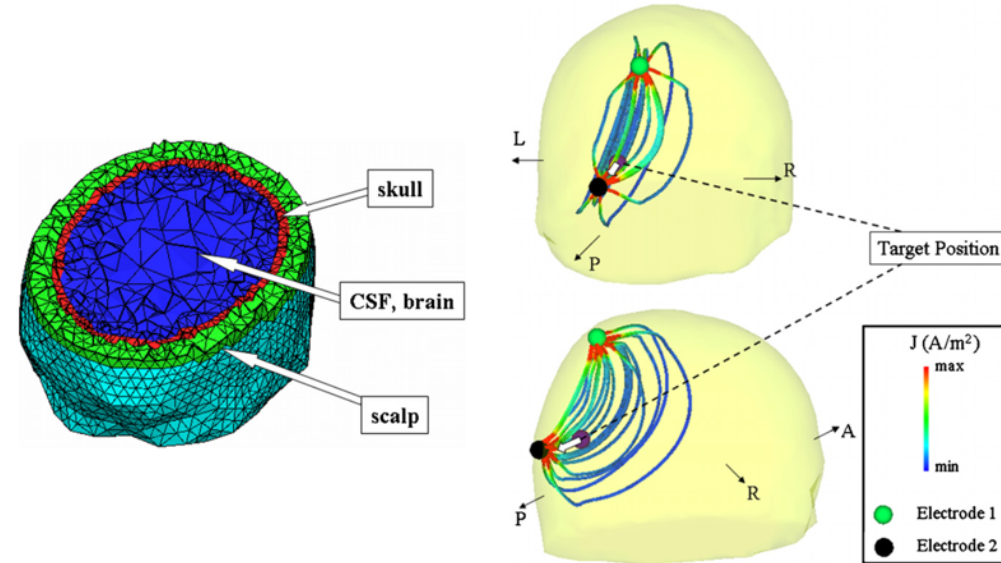 skull
CSF, brain
scalp
L
R
P
Target Position
A
R
P
J (A/m²)
max
min
Electrode 1
Electrode 2